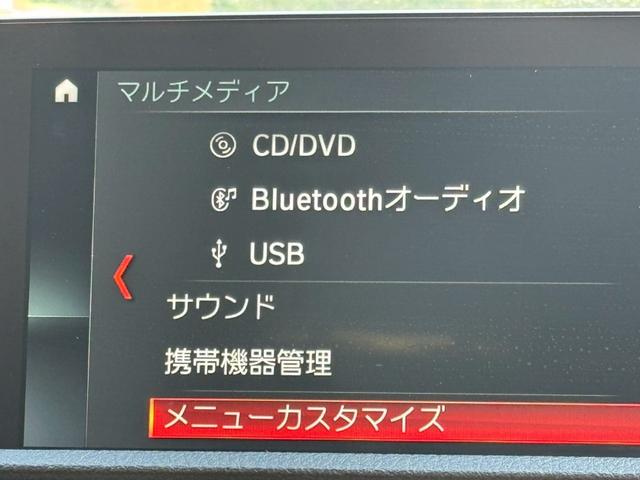 マルチメディア
CD/DVD
Bluetoothオーディオ
USB
サウンド
携帯機器管理
メニューカスタマイズ